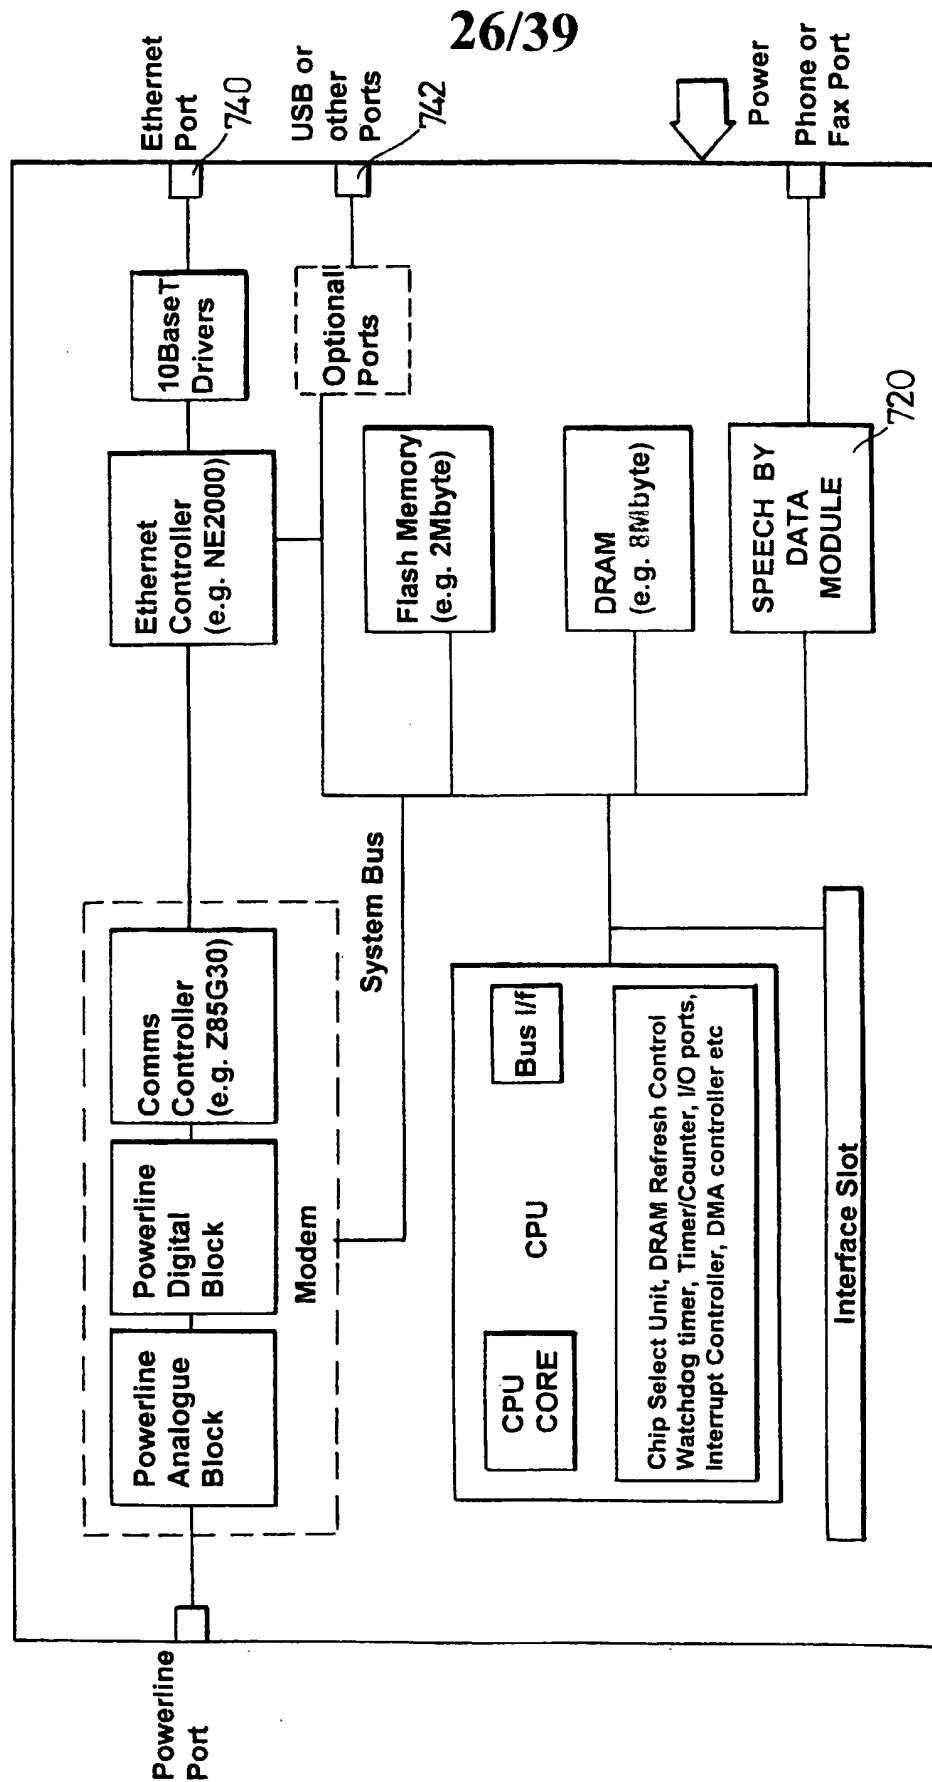 26/39
Powerline
Port
Powerline
Analogue
Block
Powerline
Digital
Block
Comms
Controller
(e.g. Z85G30)
Modem
Ethernet
Controller
(e.g. NE2000)
10BaseT
Drivers
Ethernet
Port
740
System Bus
Optional
Ports
USB or
other
Ports
742
Flash Memory
(e.g. 2Mbyte)
DRAM
(e.g. 8Mbyte)
Power
CPU
CORE
CPU
Bus I/f
Chip Select Unit, DRAM Refresh Control
Watchdog timer, Timer/Counter, I/O ports,
Interrupt Controller, DMA controller etc
SPEECH BY
DATA
MODULE
720
Phone or
Fax Port
Interface Slot